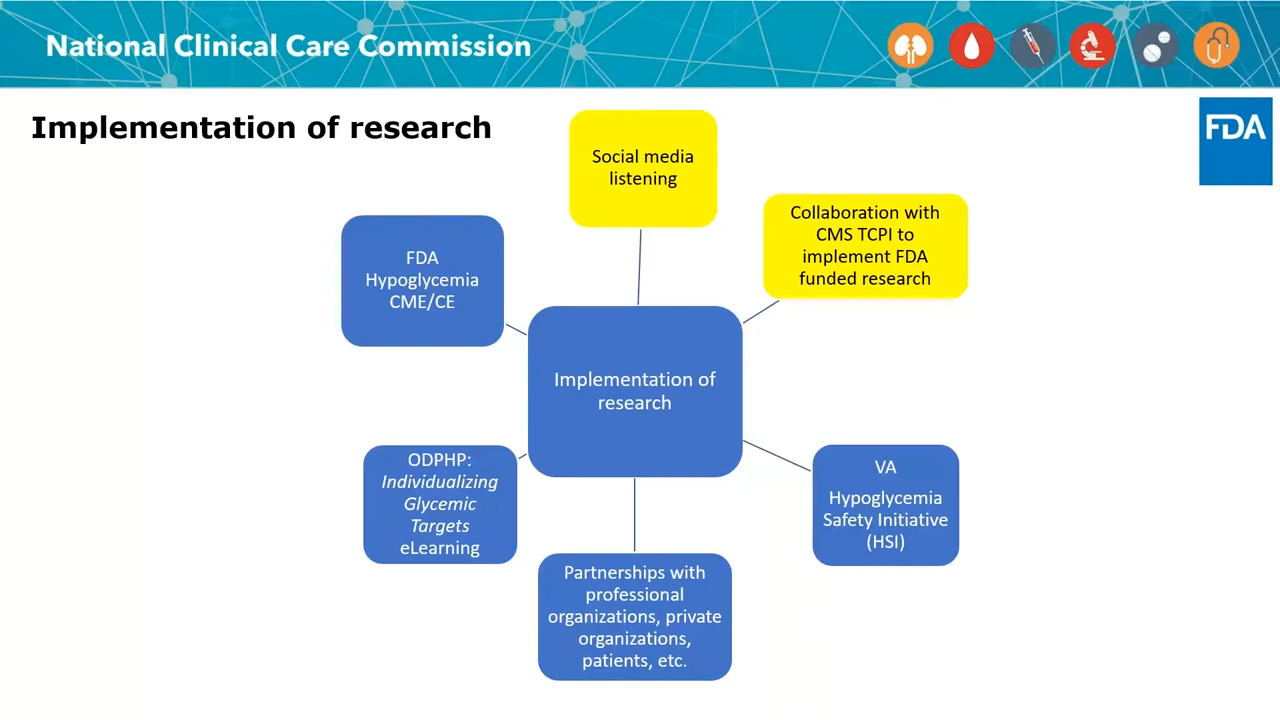 National Clinical Care Commission
Implementation of research
FDA
Social media
listening
Collaboration with
CMS TCPI to
implement FDA
funded research
FDA
Hypoglycemia
CME/CE
Implementation of
research
ODPHP:
Individualizing
Glycemic
Targets
eLearning
VA
Hypoglycemia
Safety Initiative
(HSI)
Partnerships with
professional
organizations, private
organizations,
patients, etc.